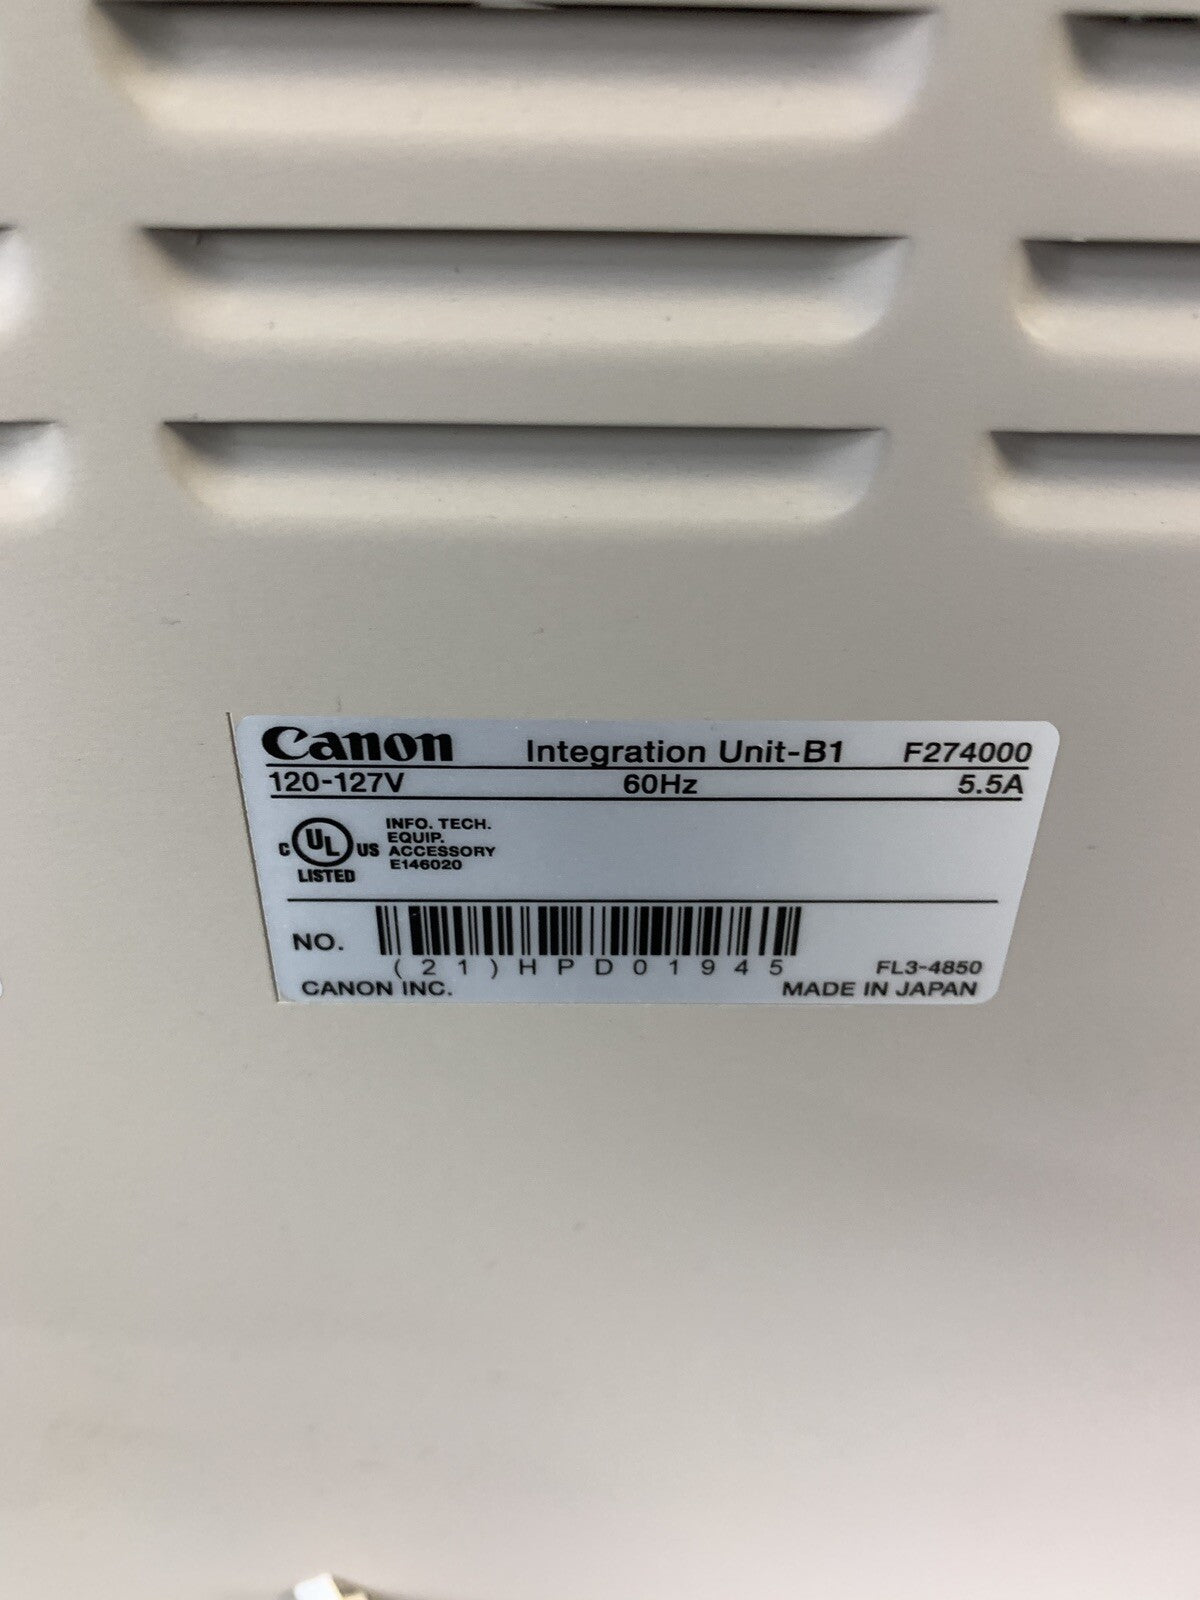 Canon Integration Unit-B1 F274000
120-127V 60Hz 5.5A
C UL US LISTED
INFO. TECH.
EQUIP.
ACCESSORY
E146020
NO. (21)HPD01945
FL3-4850
CANON INC. MADE IN JAPAN